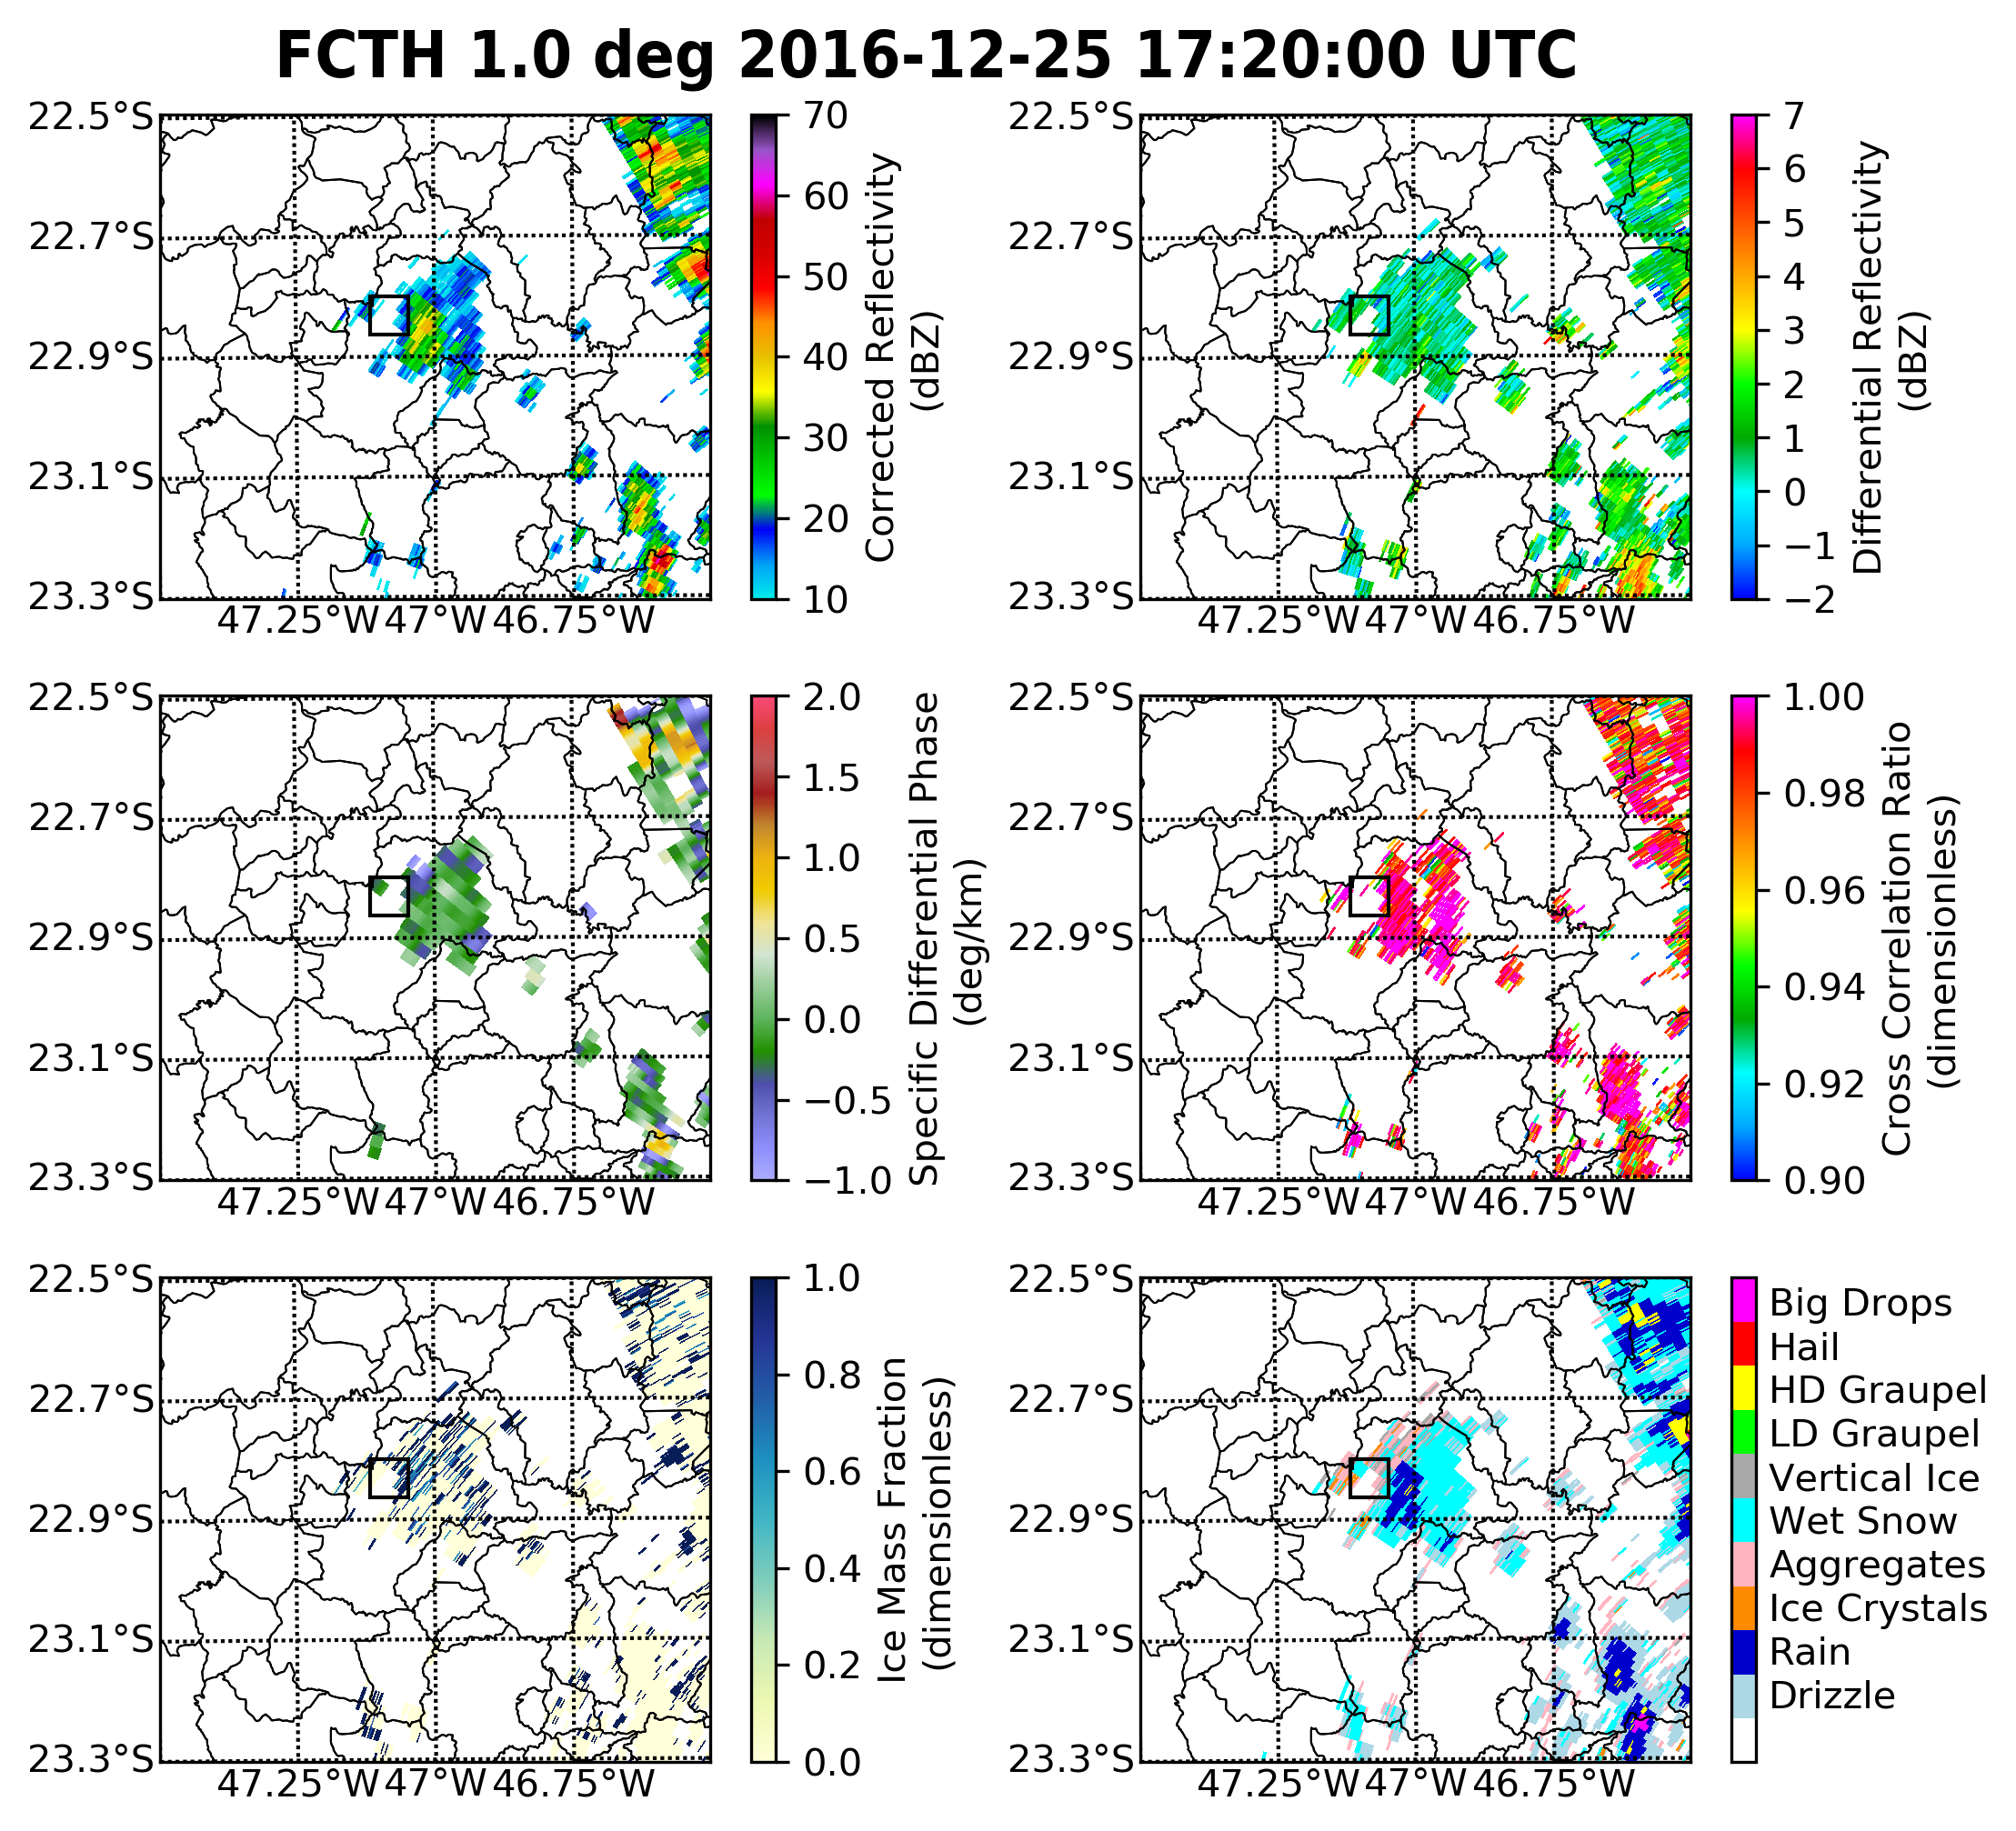 FCTH 1.0 deg 2016-12-25 17:20:00 UTC
22.5°S
22.7°S
22.9°S
23.1°S
23.3°S
47.25°W
47°W
46.75°W
70
60
50
40
30
20
10
Corrected Reflectivity
(dBZ)
22.5°S
22.7°S
22.9°S
23.1°S
23.3°S
47.25°W
47°W
46.75°W
7
6
5
4
3
2
1
0
−1
−2
Differential Reflectivity
(dBZ)
22.5°S
22.7°S
22.9°S
23.1°S
23.3°S
47.25°W
47°W
46.75°W
2.0
1.5
1.0
0.5
0.0
−0.5
−1.0
Specific Differential Phase
(deg/km)
22.5°S
22.7°S
22.9°S
23.1°S
23.3°S
47.25°W
47°W
46.75°W
1.00
0.98
0.96
0.94
0.92
0.90
Cross Correlation Ratio
(dimensionless)
22.5°S
22.7°S
22.9°S
23.1°S
23.3°S
47.25°W
47°W
46.75°W
1.0
0.8
0.6
0.4
0.2
0.0
Ice Mass Fraction
(dimensionless)
22.5°S
22.7°S
22.9°S
23.1°S
23.3°S
47.25°W
47°W
46.75°W
Big Drops
Hail
HD Graupel
LD Graupel
Vertical Ice
Wet Snow
Aggregates
Ice Crystals
Rain
Drizzle